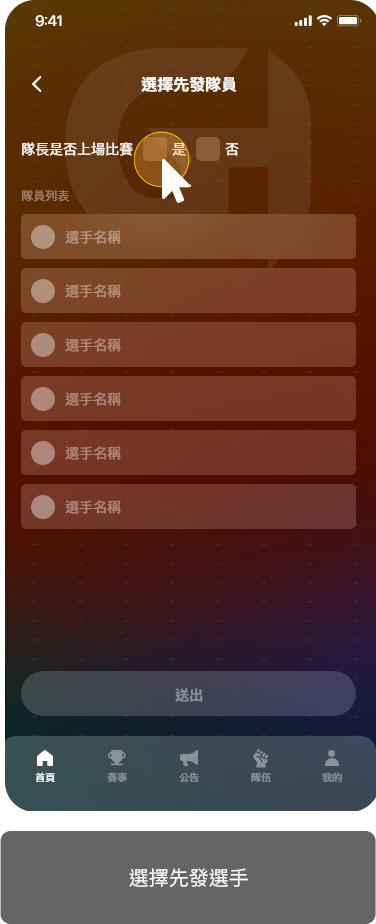 9:41
選擇先發隊員
隊長是否上場比賽 是 否
隊員列表
選手名稱
選手名稱
選手名稱
選手名稱
選手名稱
選手名稱
送出
首頁 賽事 公告 隊伍 我的
選擇先發選手